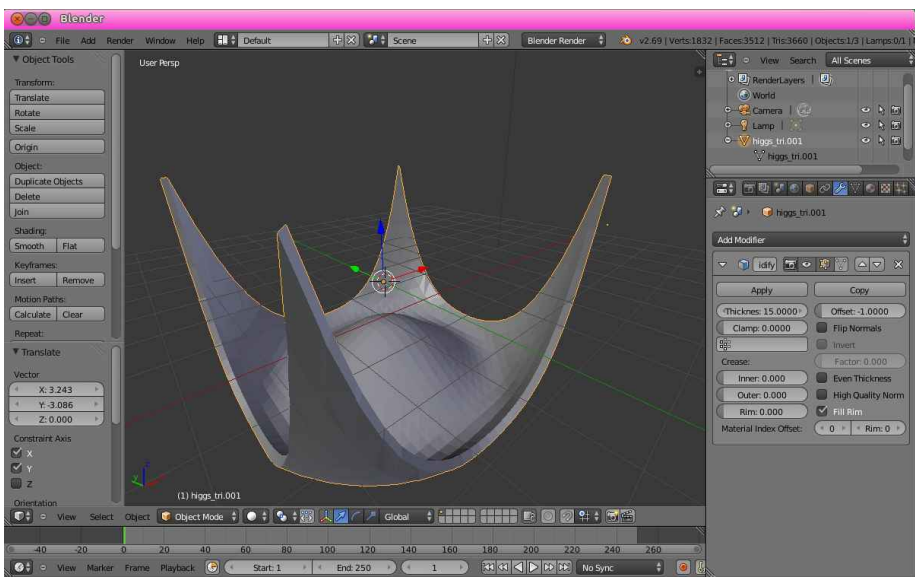 Blender
File Add Render Window Help Default Scene Blender Render v2.69 | Verts:1832 | Faces:3512 | Tris:3660 | Objects:1/3 | Lamps:0/1 |
Object Tools
Transform:
Translate
Rotate
Scale
Origin
Object:
Duplicate Objects
Delete
Join
Shading:
Smooth Flat
Keyframes:
Insert Remove
Motion Paths:
Calculate Clear
Repeat:
Translate
Vector
X: 3.243
Y: -3.086
Z: 0.000
Constraint Axis
X
Y
Z
Orientation
User Persp
z
y
(1) higgs_tri.001
View Select Object Object Mode Global
-40 -20 0 20 40 60 80 100 120 140 160 180 200 220 240 260
View Marker Frame Playback Start: 1 End: 250 1 No Sync
View Search All Scenes
RenderLayers |
World
Camera |
Lamp |
higgs_tri.001
higgs_tri.001
higgs_tri.001
Add Modifier
idify
Apply Copy
Thicknes: 15.0000 Offset: -1.0000
Clamp: 0.0000 Flip Normals
Invert
Crease: Factor: 0.000
Inner: 0.000 Even Thickness
Outer: 0.000 High Quality Norm
Rim: 0.000 Fill Rim
Material Index Offset: 0 Rim: 0